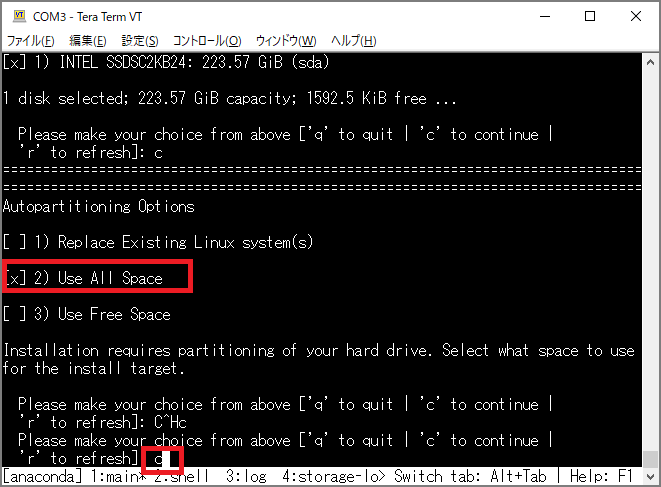 COM3 - Tera Term VT
ファイル(F) 編集(E) 設定(S) コントロール(O) ウィンドウ(W) ヘルプ(H)
[x] 1) INTEL SSDSC2KB24: 223.57 GiB (sda)
1 disk selected; 223.57 GiB capacity; 1592.5 KiB free ...
Please make your choice from above ['q' to quit | 'c' to continue |
'r' to refresh]: c
================================================================================
================================================================================
Autopartitioning Options
[ ] 1) Replace Existing Linux system(s)
[x] 2) Use All Space
[ ] 3) Use Free Space
Installation requires partitioning of your hard drive. Select what space to use
for the install target.
Please make your choice from above ['q' to quit | 'c' to continue |
'r' to refresh]: C^Hc
Please make your choice from above ['q' to quit | 'c' to continue |
'r' to refresh] c
[anaconda] 1:main* 2:shell 3:log 4:storage-lo> Switch tab: Alt+Tab | Help: F1